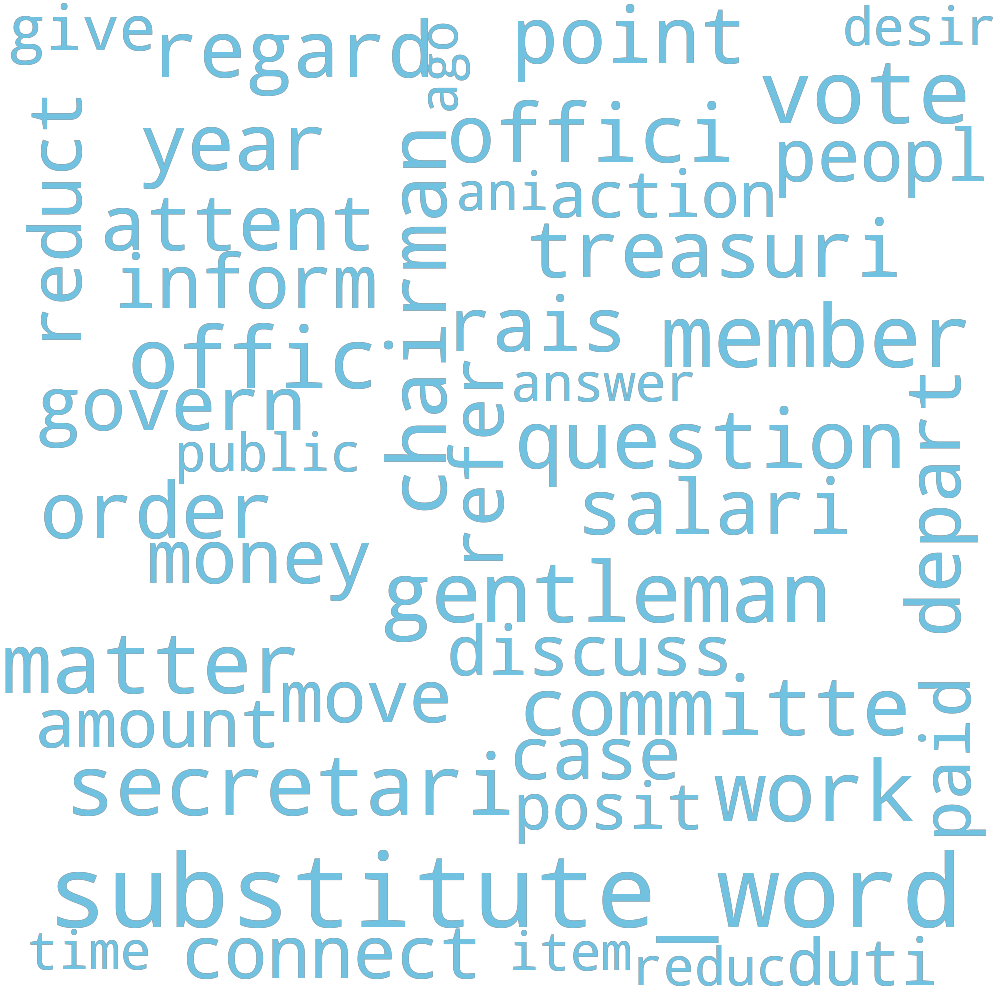 give
regard
ago
point
desir
reduct
year
chairman
offici
vote
peopl
attent
ani
action
inform
treasuri
offic
rais
member
govern
refer
answer
depart
public
question
order
salari
money
gentleman
matter
discuss
move
committe
paid
amount
case
secretari
posit
work
substitute_word
time
connect
item
reduc
duti